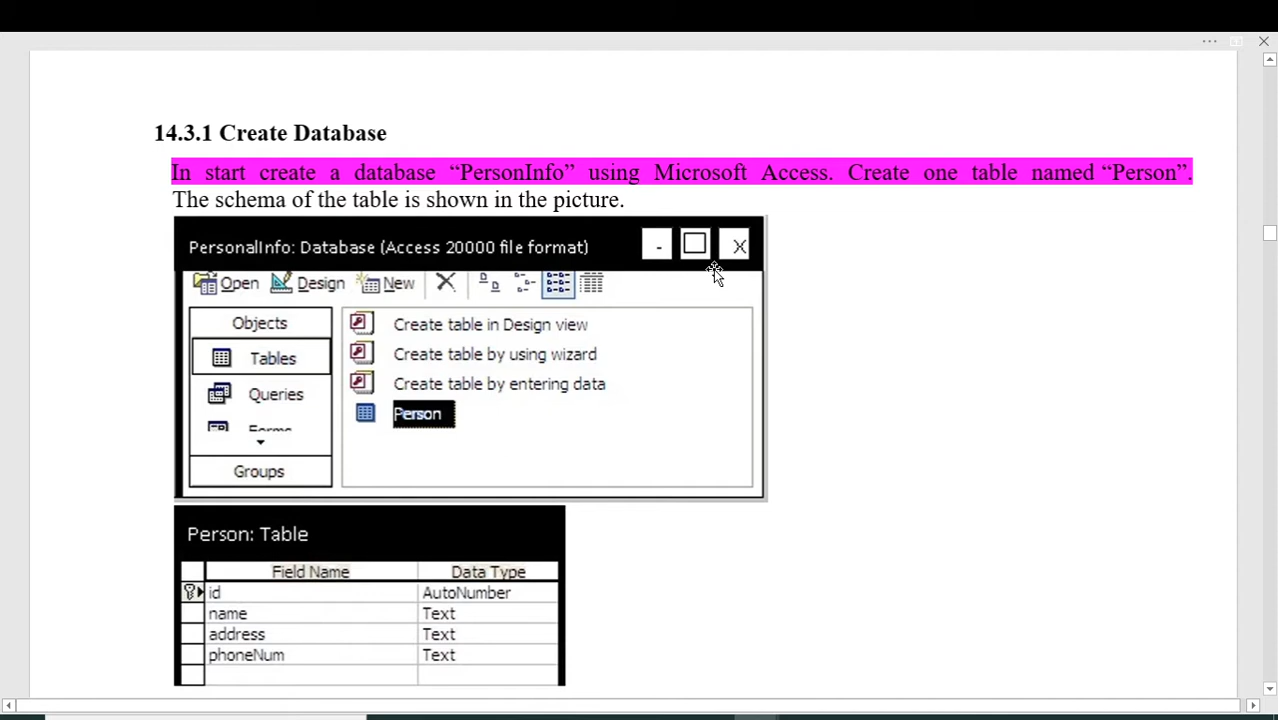 14.3.1 Create Database
In start create a database “PersonInfo” using Microsoft Access. Create one table named “Person”.
The schema of the table is shown in the picture.
PersonalInfo: Database (Access 20000 file format)
Open Design New
Objects
Tables
Queries
Forms
Groups
Create table in Design view
Create table by using wizard
Create table by entering data
Person
Person: Table
Field Name Data Type
id AutoNumber
name Text
address Text
phoneNum Text